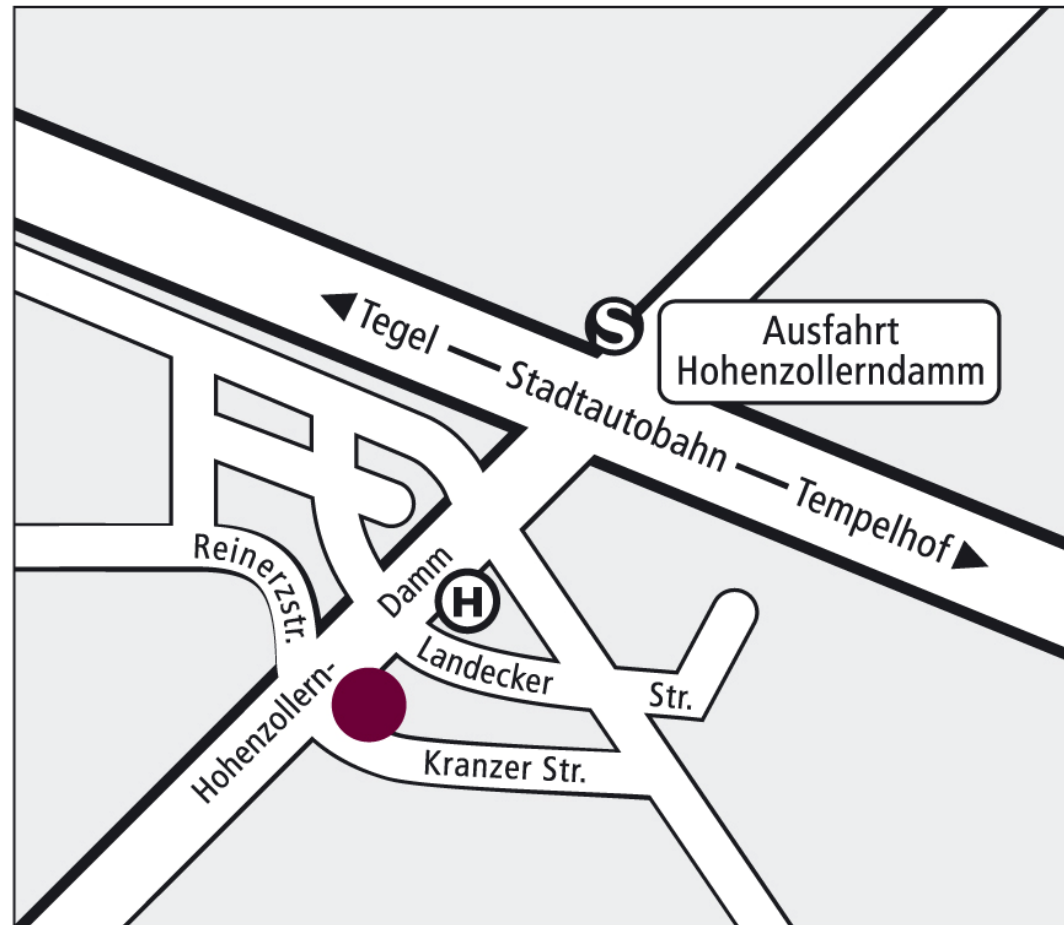 S
Ausfahrt
Hohenzollerndamm
Tegel — Stadtautobahn — Tempelhof
Reinerzstr.
Hohenzollern-
Damm
H
Landecker
Str.
Kranzer Str.